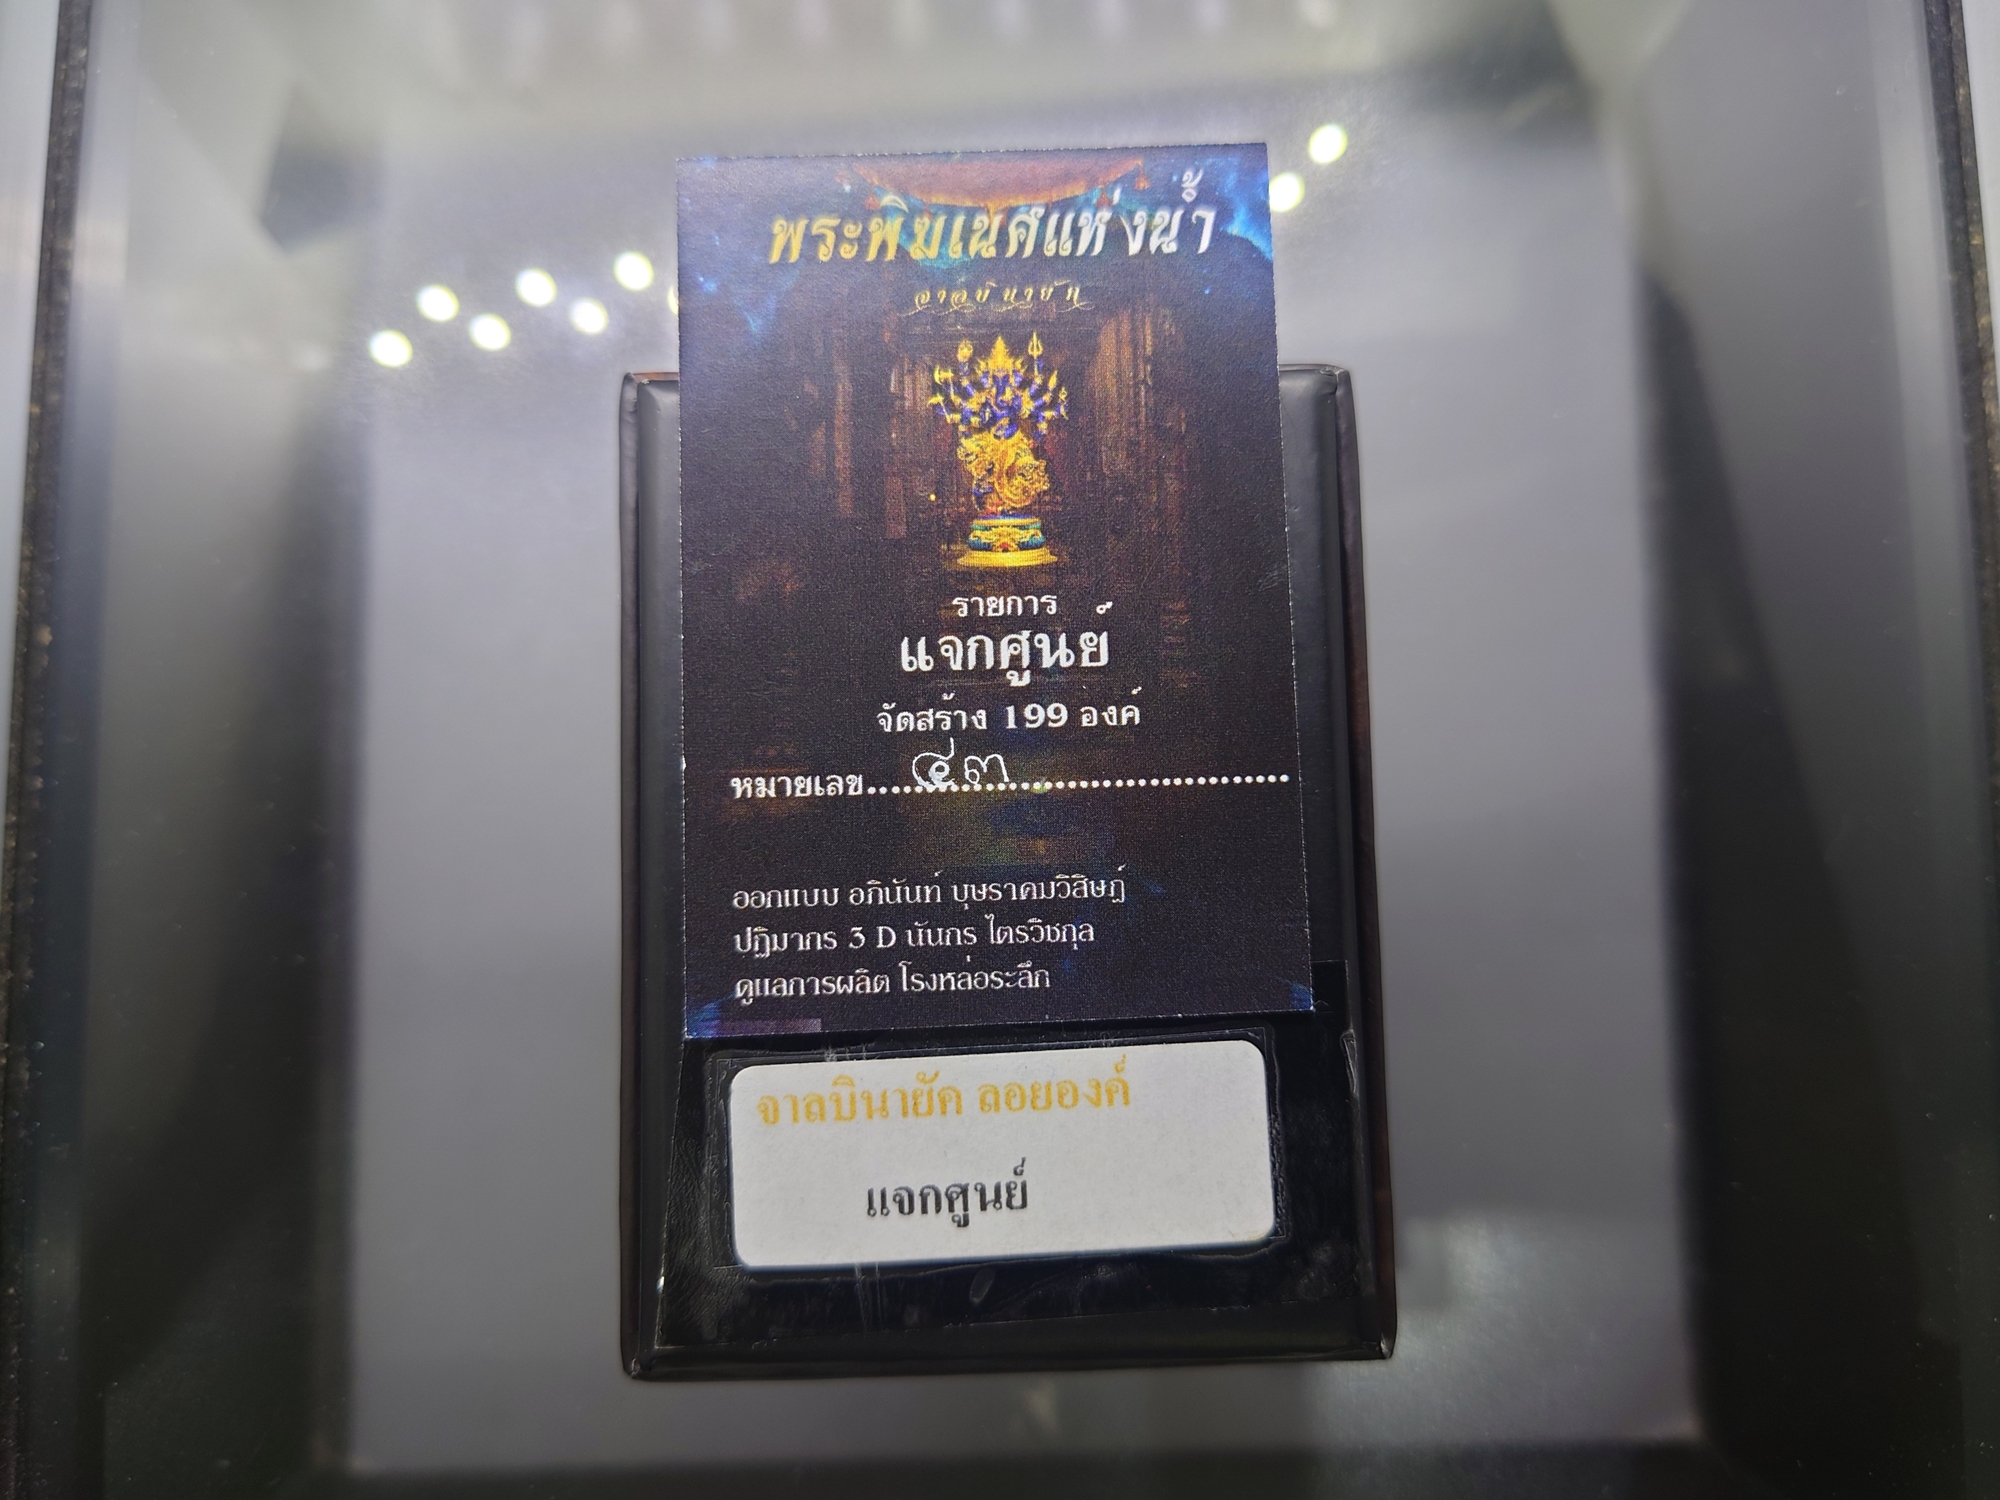 พระพิฆเนศแห่งน้ำ
จาลบินายัก
รายการ
แจกศูนย์
จัดสร้าง 199 องค์
หมายเลข.....๔๓.....................
ออกแบบ อภินันท์ บุษราคมวิสิษฏ์
ปฏิมากร 3 D นันกร ไตรวิชกุล
ดูแลการผลิต โรงหล่อระลึก
จาลบินายัค ลอยองค์
แจกศูนย์